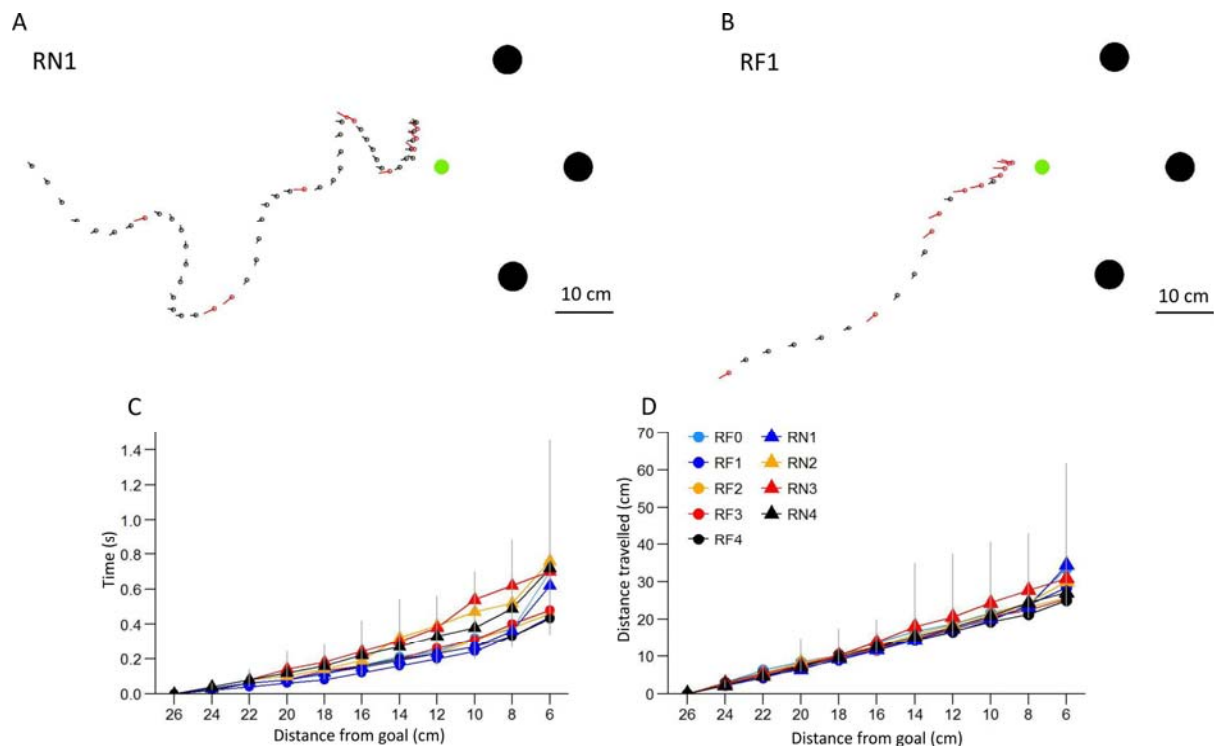 A
RN1
10 cm
B
RF1
10 cm
C
Time (s)
1.4
1.2
1.0
0.8
0.6
0.4
0.2
0.0
26 24 22 20 18 16 14 12 10 8 6
Distance from goal (cm)
D
Distance travelled (cm)
70
60
50
40
30
20
10
0
RF0 RN1
RF1 RN2
RF2 RN3
RF3 RN4
RF4
26 24 22 20 18 16 14 12 10 8 6
Distance from goal (cm)